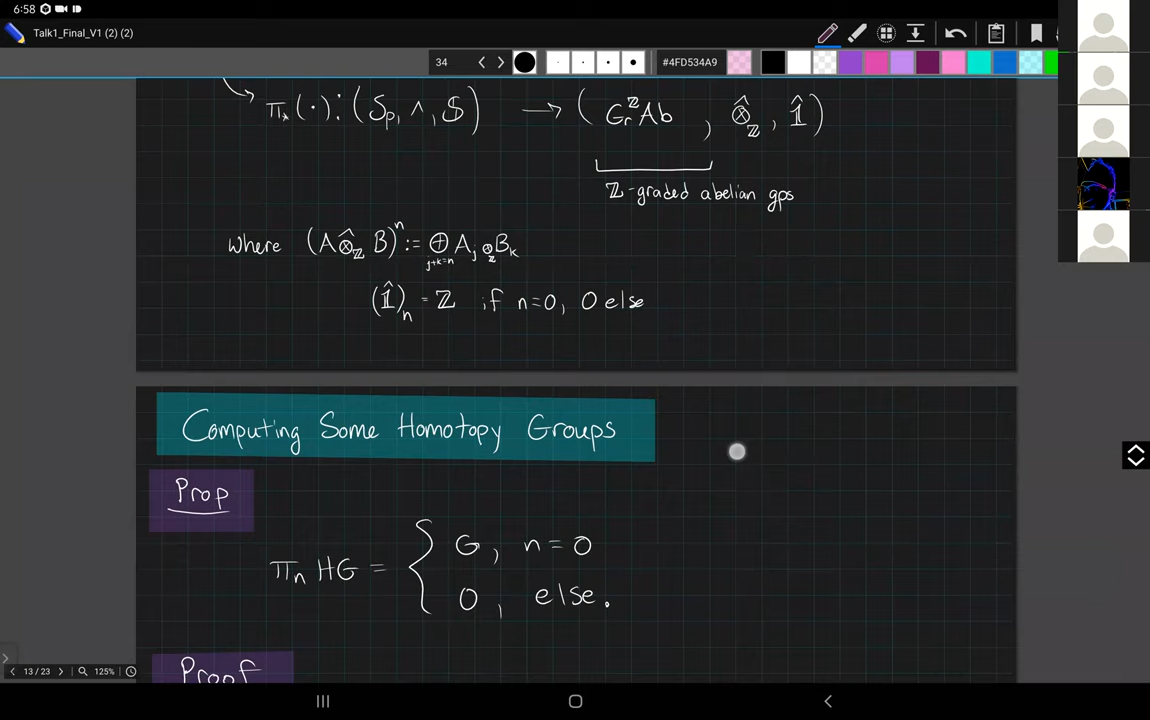 6:58
Talk1_Final_V1 (2) (2)
34
#4FD534A9
π⁎(·): (Sp, ∧, 𝕊) → (Gr^ℤAb, ⊗̂_ℤ, 𝟙̂)
ℤ-graded abelian gps
where (A ⊗̂_ℤ B)^n := ⊕_{j+k=n} A_j ⊗_ℤ B_k
(𝟙̂)_n = ℤ if n=0, 0 else
Computing Some Homotopy Groups
Prop
π_n HG = { G, n = 0
0, else.
Proof
13 / 23
125%